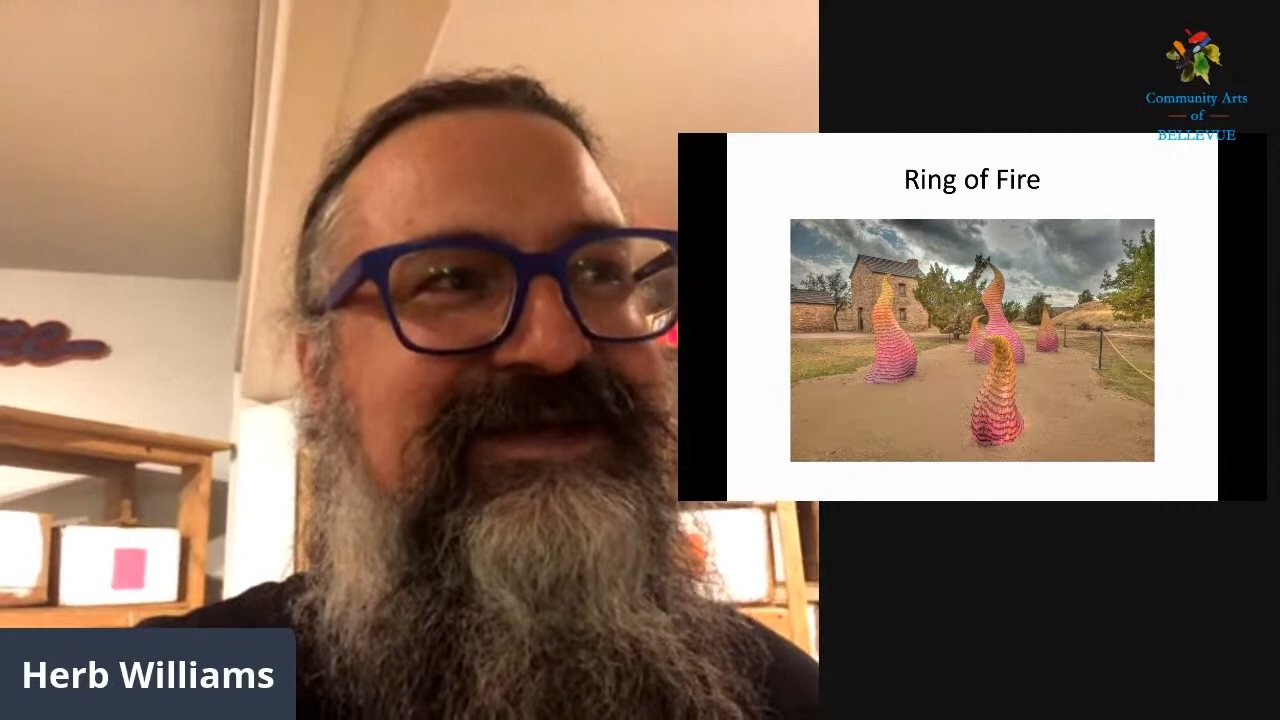 Community Arts
of
BELLEVUE
Ring of Fire
Herb Williams